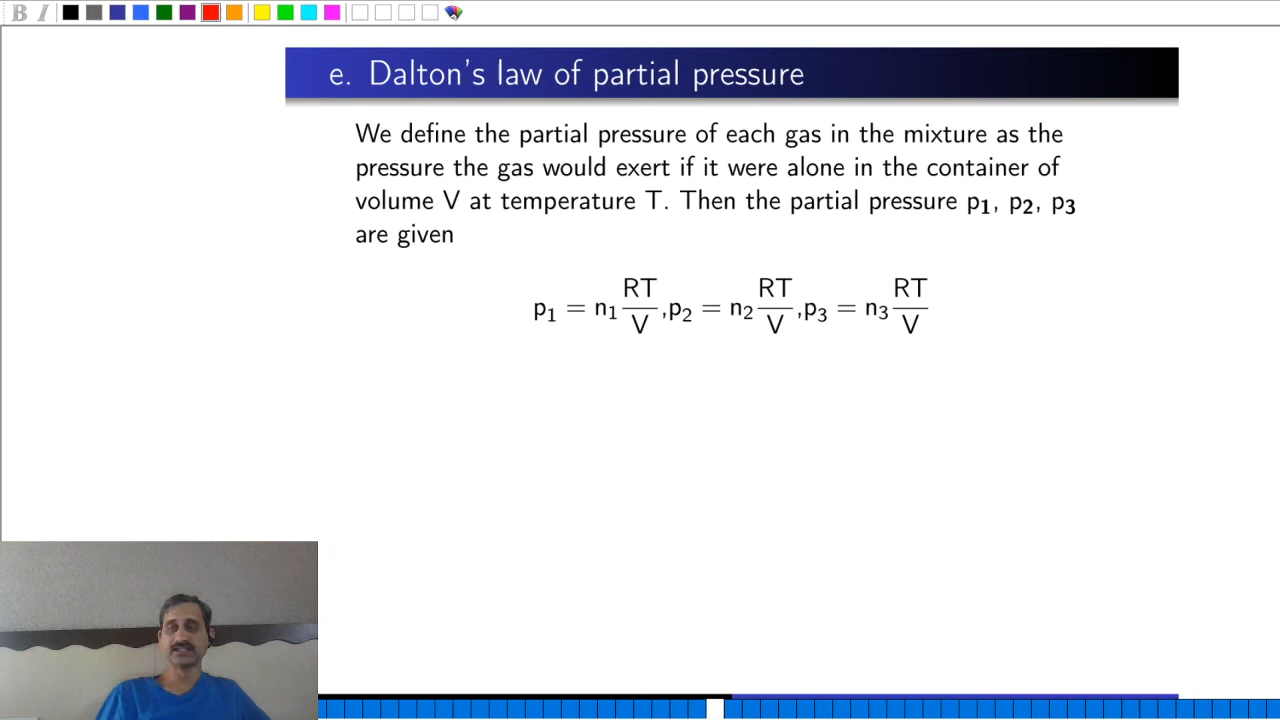 B I
e. Dalton's law of partial pressure
We define the partial pressure of each gas in the mixture as the
pressure the gas would exert if it were alone in the container of
volume V at temperature T. Then the partial pressure p₁, p₂, p₃
are given
p₁ = n₁ RT/V ,p₂ = n₂ RT/V ,p₃ = n₃ RT/V